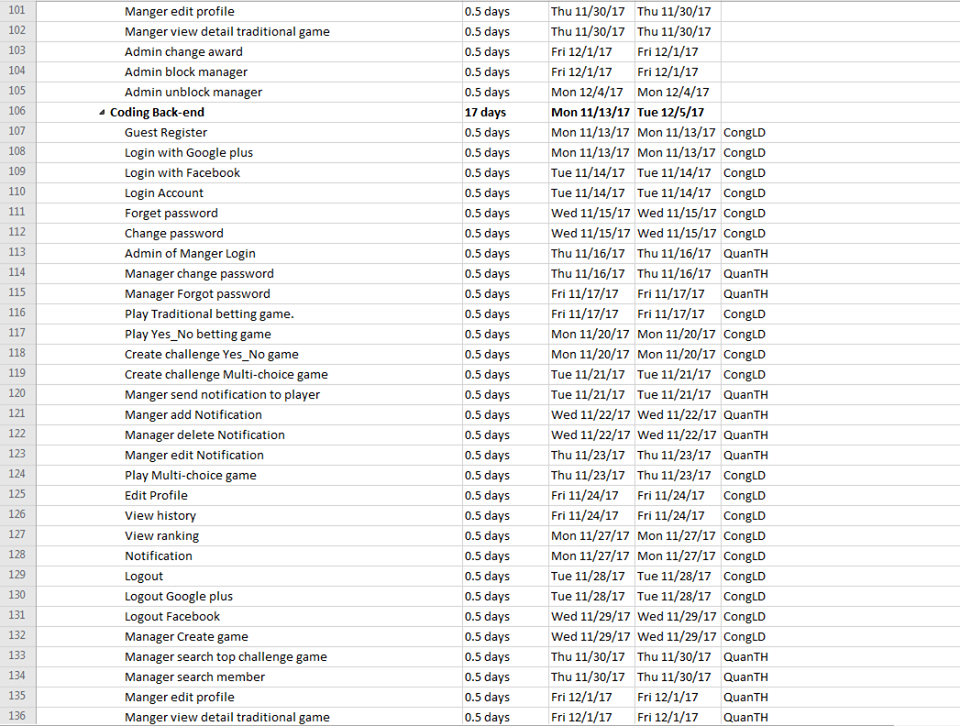 101 Manger edit profile 0.5 days Thu 11/30/17 Thu 11/30/17
102 Manger view detail traditional game 0.5 days Thu 11/30/17 Thu 11/30/17
103 Admin change award 0.5 days Fri 12/1/17 Fri 12/1/17
104 Admin block manager 0.5 days Fri 12/1/17 Fri 12/1/17
105 Admin unblock manager 0.5 days Mon 12/4/17 Mon 12/4/17
106 Coding Back-end 17 days Mon 11/13/17 Tue 12/5/17
107 Guest Register 0.5 days Mon 11/13/17 Mon 11/13/17 CongLD
108 Login with Google plus 0.5 days Mon 11/13/17 Mon 11/13/17 CongLD
109 Login with Facebook 0.5 days Tue 11/14/17 Tue 11/14/17 CongLD
110 Login Account 0.5 days Tue 11/14/17 Tue 11/14/17 CongLD
111 Forget password 0.5 days Wed 11/15/17 Wed 11/15/17 CongLD
112 Change password 0.5 days Wed 11/15/17 Wed 11/15/17 CongLD
113 Admin of Manger Login 0.5 days Thu 11/16/17 Thu 11/16/17 QuanTH
114 Manager change password 0.5 days Thu 11/16/17 Thu 11/16/17 QuanTH
115 Manager Forgot password 0.5 days Fri 11/17/17 Fri 11/17/17 QuanTH
116 Play Traditional betting game. 0.5 days Fri 11/17/17 Fri 11/17/17 CongLD
117 Play Yes_No betting game 0.5 days Mon 11/20/17 Mon 11/20/17 CongLD
118 Create challenge Yes_No game 0.5 days Mon 11/20/17 Mon 11/20/17 CongLD
119 Create challenge Multi-choice game 0.5 days Tue 11/21/17 Tue 11/21/17 CongLD
120 Manger send notification to player 0.5 days Tue 11/21/17 Tue 11/21/17 QuanTH
121 Manger add Notification 0.5 days Wed 11/22/17 Wed 11/22/17 QuanTH
122 Manager delete Notification 0.5 days Wed 11/22/17 Wed 11/22/17 QuanTH
123 Manger edit Notification 0.5 days Thu 11/23/17 Thu 11/23/17 QuanTH
124 Play Multi-choice game 0.5 days Thu 11/23/17 Thu 11/23/17 CongLD
125 Edit Profile 0.5 days Fri 11/24/17 Fri 11/24/17 CongLD
126 View history 0.5 days Fri 11/24/17 Fri 11/24/17 CongLD
127 View ranking 0.5 days Mon 11/27/17 Mon 11/27/17 CongLD
128 Notification 0.5 days Mon 11/27/17 Mon 11/27/17 CongLD
129 Logout 0.5 days Tue 11/28/17 Tue 11/28/17 CongLD
130 Logout Google plus 0.5 days Tue 11/28/17 Tue 11/28/17 CongLD
131 Logout Facebook 0.5 days Wed 11/29/17 Wed 11/29/17 CongLD
132 Manager Create game 0.5 days Wed 11/29/17 Wed 11/29/17 CongLD
133 Manager search top challenge game 0.5 days Thu 11/30/17 Thu 11/30/17 QuanTH
134 Manager search member 0.5 days Thu 11/30/17 Thu 11/30/17 QuanTH
135 Manger edit profile 0.5 days Fri 12/1/17 Fri 12/1/17 QuanTH
136 Manger view detail traditional game 0.5 days Fri 12/1/17 Fri 12/1/17 QuanTH